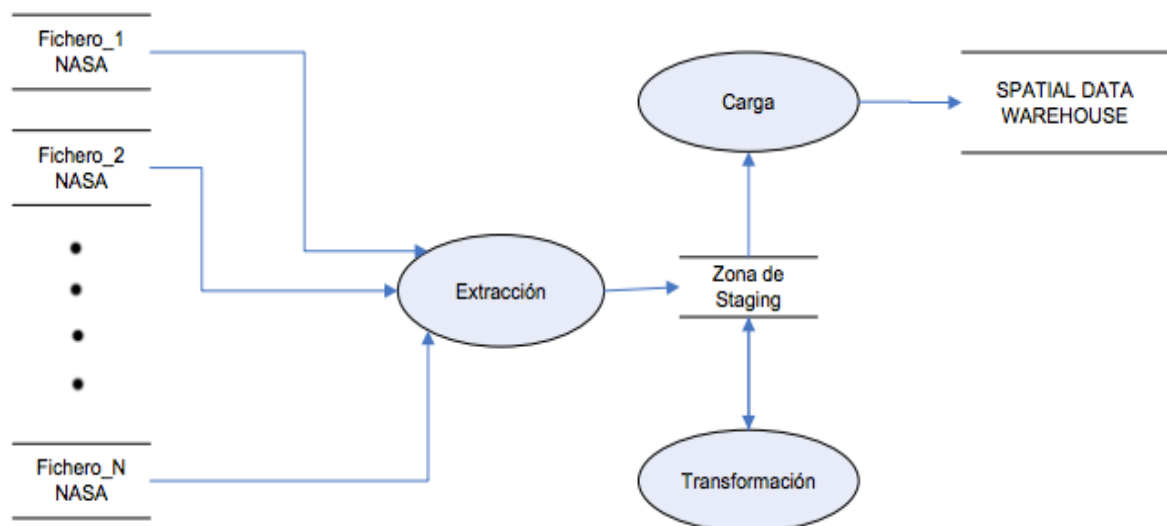 Fichero_1
NASA
Fichero_2
NASA
Fichero_N
NASA
Extracción
Zona de
Staging
Carga
Transformación
SPATIAL DATA
WAREHOUSE